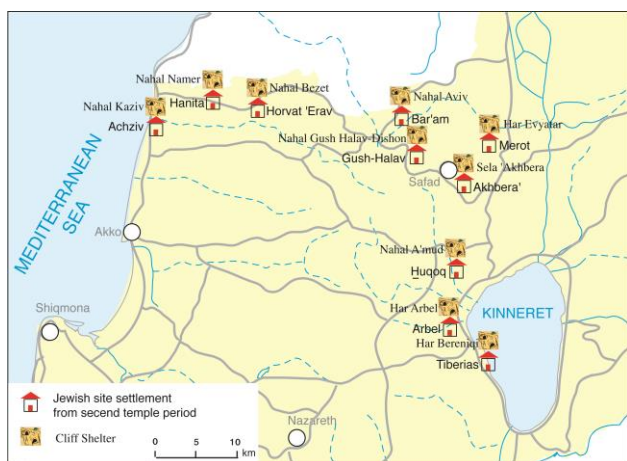 Nahal Namer
Nahal Bezet
Nahal Aviv
Nahal Kaziv
Hanita
Horvat 'Erav
Bar'am
Har Evyatar
Achziv
Nahal Gush Halav-Dishon
Merot
Gush-Halav
Sela 'Akhbera
Safad
Akhbera'
MEDITERRANEAN
SEA
Akko
Nahal A'mud
Ḥuqoq
Har Arbel
KINNERET
Shiqmona
Arbel
Har Bereniqi
Tiberias
Jewish site settlement
from seecnd temple period
Cliff Shelter
0 5 10
km
Nazareth